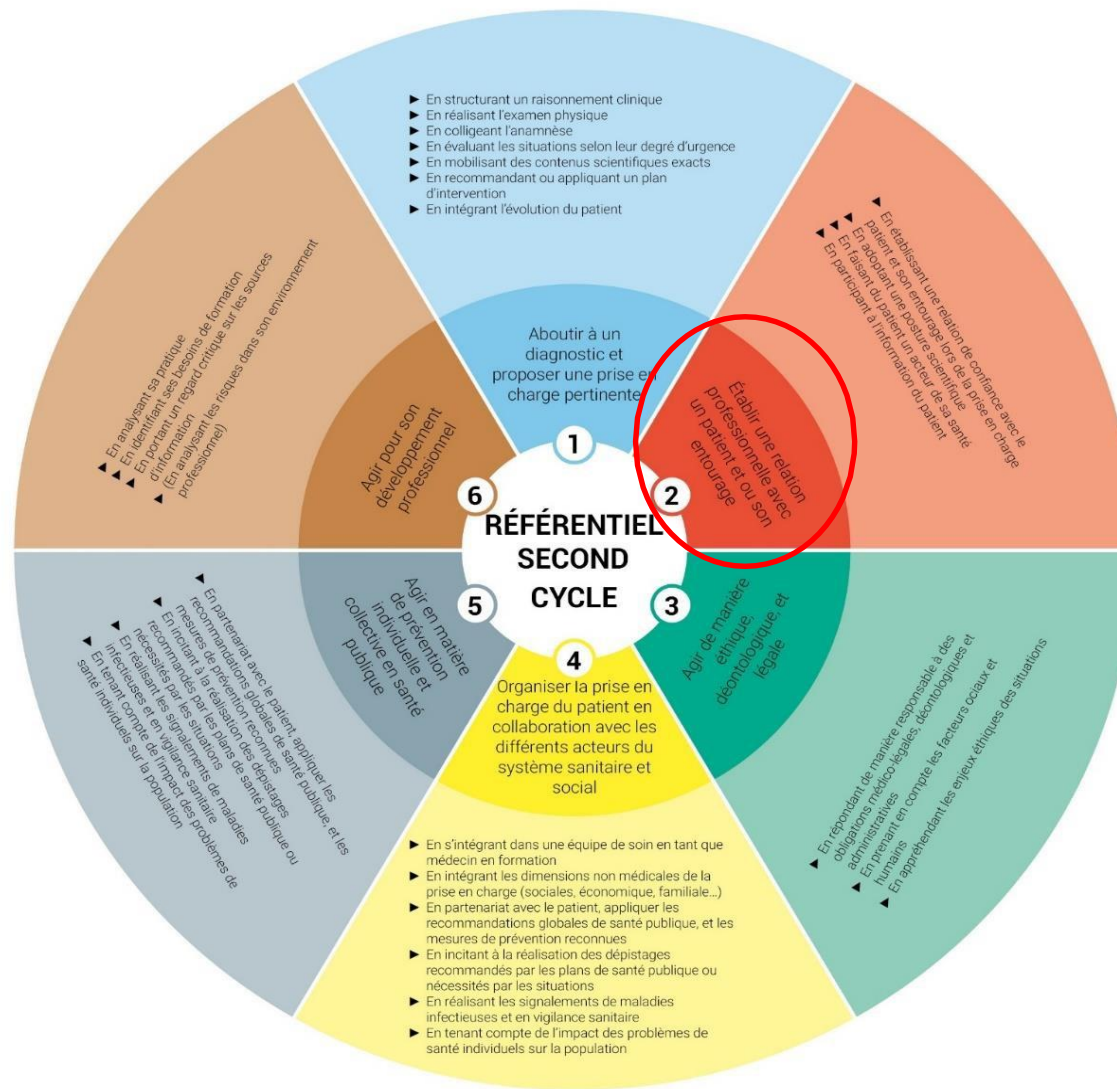 RÉFÉRENTIEL
SECOND
CYCLE
1
Aboutir à un
diagnostic et
proposer une prise en
charge pertinente
► En structurant un raisonnement clinique
► En réalisant l'examen physique
► En colligeant l'anamnèse
► En évaluant les situations selon leur degré d'urgence
► En mobilisant des contenus scientifiques exacts
► En recommandant ou appliquant un plan
d'intervention
► En intégrant l'évolution du patient
2
Établir une relation
professionnelle avec
un patient et ou son
entourage
► En établissant une relation de confiance avec le
patient et son entourage lors de la prise en charge
► En adoptant une posture scientifique
► En faisant du patient un acteur de sa santé
► En participant à l'information du patient
3
Agir de manière
éthique,
déontologique, et
légale
► En répondant de manière responsable à des
obligations médico-légales, déontologiques et
administratives
► En prenant en compte les facteurs ociaux et
humains
► En appréhendant les enjeux éthiques des situations
4
Organiser la prise en
charge du patient en
collaboration avec les
différents acteurs du
système sanitaire et
social
► En s'intégrant dans une équipe de soin en tant que
médecin en formation
► En intégrant les dimensions non médicales de la
prise en charge (sociales, économique, familiale...)
► En partenariat avec le patient, appliquer les
recommandations globales de santé publique, et les
mesures de prévention reconnues
► En incitant à la réalisation des dépistages
recommandés par les plans de santé publique ou
nécessités par les situations
► En réalisant les signalements de maladies
infectieuses et en vigilance sanitaire
► En tenant compte de l'impact des problèmes de
santé individuels sur la population
5
Agir en matière
de prévention
individuelle et
collective en santé
publique
► En partenariat avec le patient, appliquer les
recommandations globales de santé publique, et les
mesures de prévention reconnues
► En incitant à la réalisation des dépistages
recommandés par les plans de santé publique ou
nécessités par les situations
► En réalisant les signalements de maladies
infectieuses et en vigilance sanitaire
► En tenant compte de l'impact des problèmes de
santé individuels sur la population
6
Agir pour son
développement
professionnel
► En analysant sa pratique
► En identifiant ses besoins de formation
► En portant un regard critique sur les sources
d'information
► (En analysant les risques dans son environnement
professionnel)